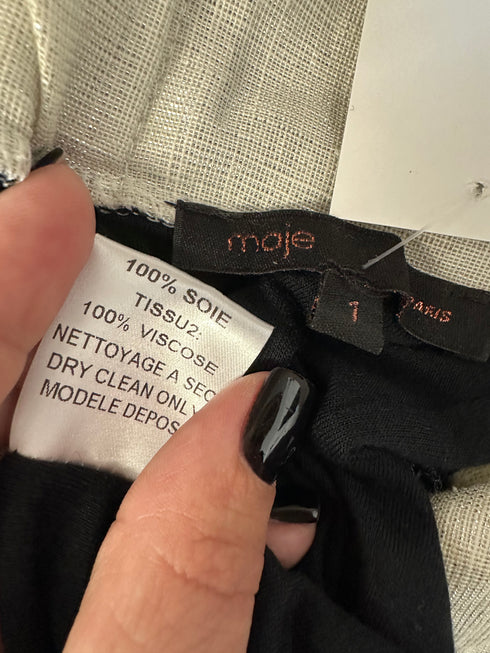 maje
PARIS
1
100% SOIE
TISSU2:
100% VISCOSE
NETTOYAGE A SEC
DRY CLEAN ONLY
MODELE DEPOS